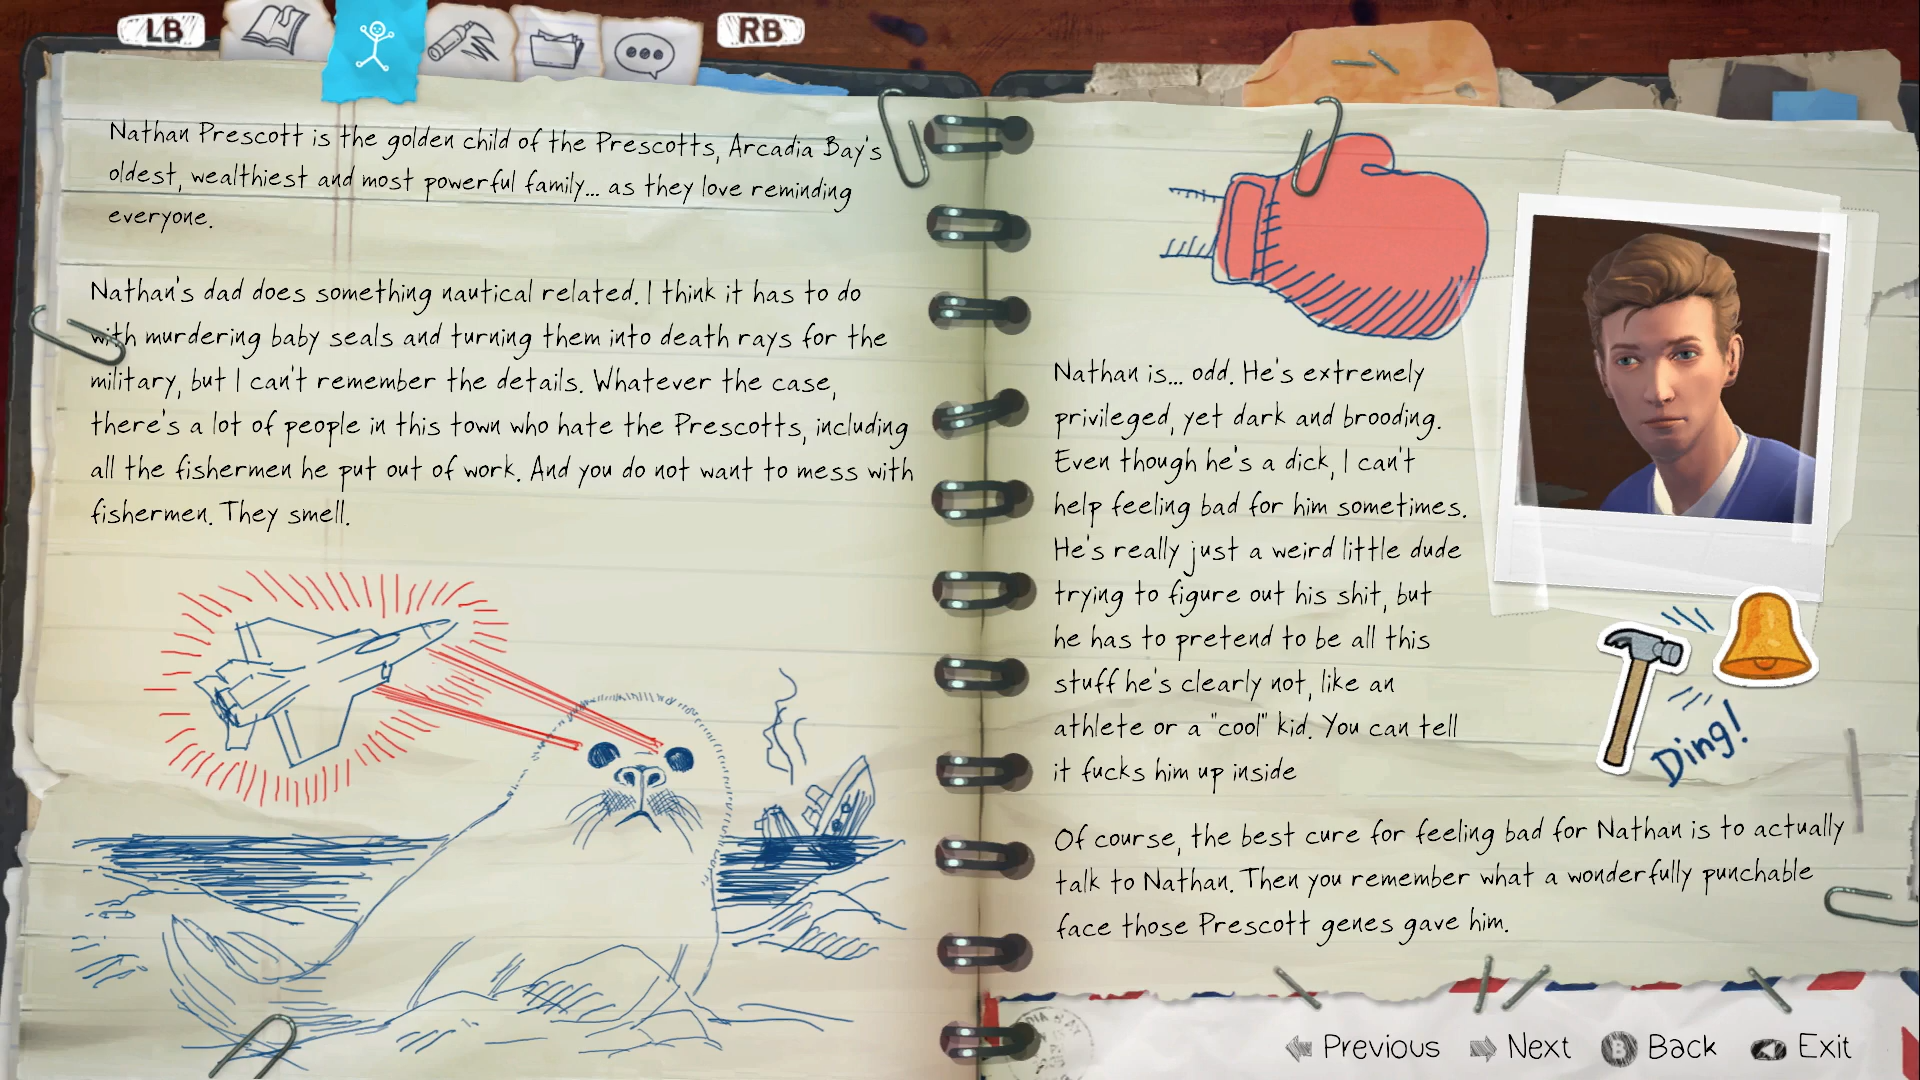 LB
RB
Nathan Prescott is the golden child of the Prescotts, Arcadia Bay's
oldest, wealthiest and most powerful family... as they love reminding
everyone.
Nathan's dad does something nautical related. I think it has to do
with murdering baby seals and turning them into death rays for the
military, but I can't remember the details. Whatever the case,
there's a lot of people in this town who hate the Prescotts, including
all the fishermen he put out of work. And you do not want to mess with
fishermen. They smell.
Nathan is... odd. He's extremely
privileged, yet dark and brooding.
Even though he's a dick, I can't
help feeling bad for him sometimes.
He's really just a weird little dude
trying to figure out his shit, but
he has to pretend to be all this
stuff he's clearly not, like an
athlete or a "cool" kid. You can tell
it fucks him up inside
Ding!
Of course, the best cure for feeling bad for Nathan is to actually
talk to Nathan. Then you remember what a wonderfully punchable
face those Prescott genes gave him.
Previous
Next
B Back
Exit